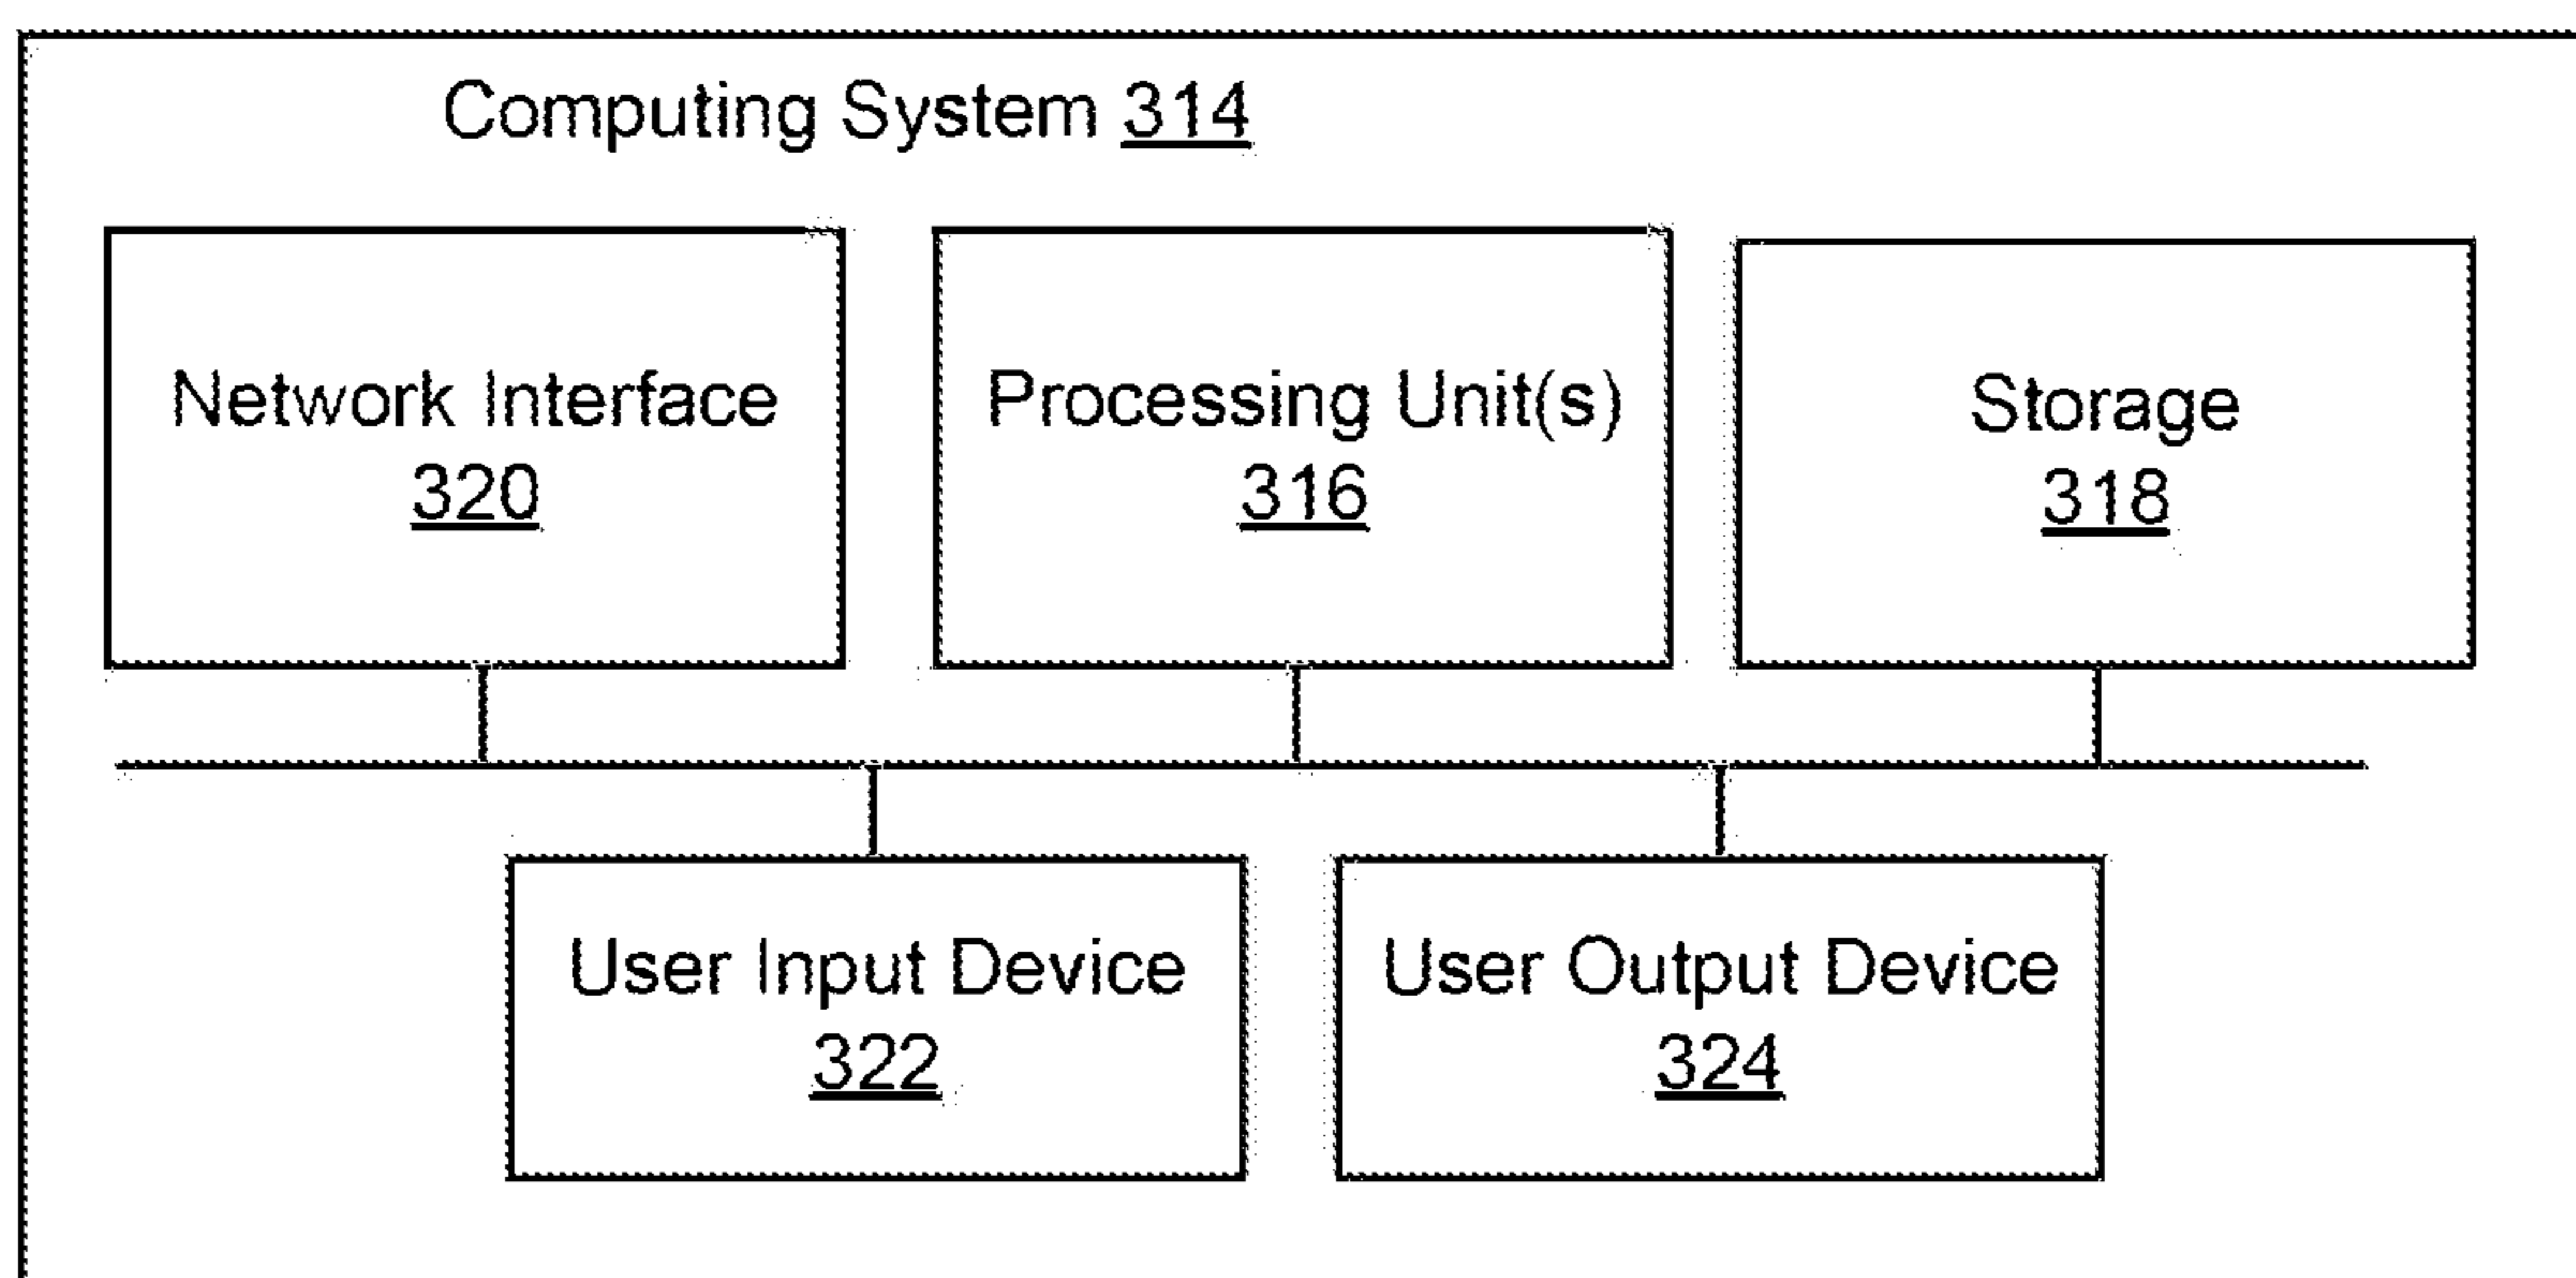 Computing System 314
Network Interface
320
Processing Unit(s)
316
Storage
318
User Input Device
322
User Output Device
324